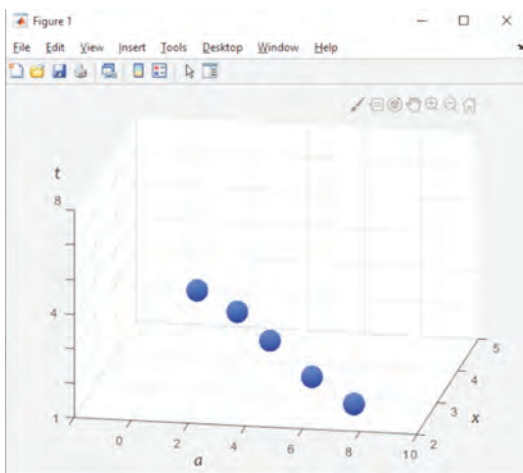 Figure 1
File Edit View Insert Tools Desktop Window Help
t
8
4
1
0 2 4 6 8 10
a
2 3 4 5
x